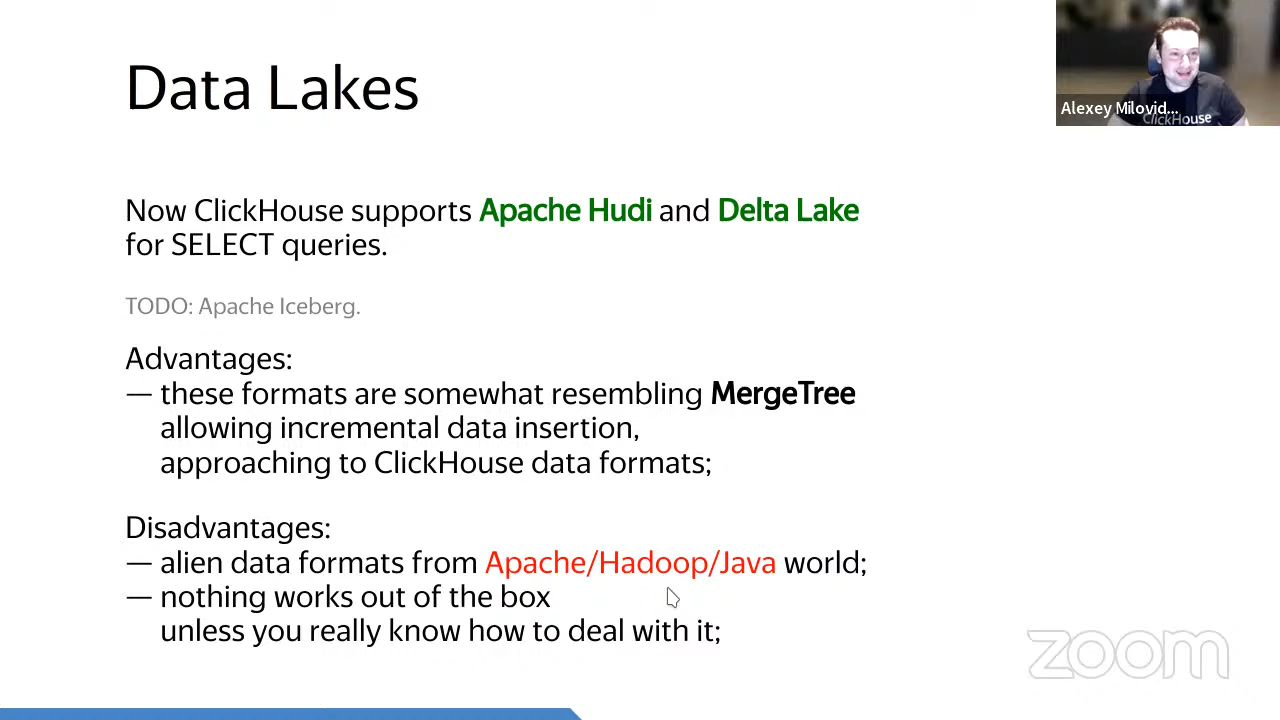 Data Lakes
Alexey Milovid...
ClickHouse
Now ClickHouse supports Apache Hudi and Delta Lake
for SELECT queries.
TODO: Apache Iceberg.
Advantages:
— these formats are somewhat resembling MergeTree
allowing incremental data insertion,
approaching to ClickHouse data formats;
Disadvantages:
— alien data formats from Apache/Hadoop/Java world;
— nothing works out of the box
unless you really know how to deal with it;
zoom